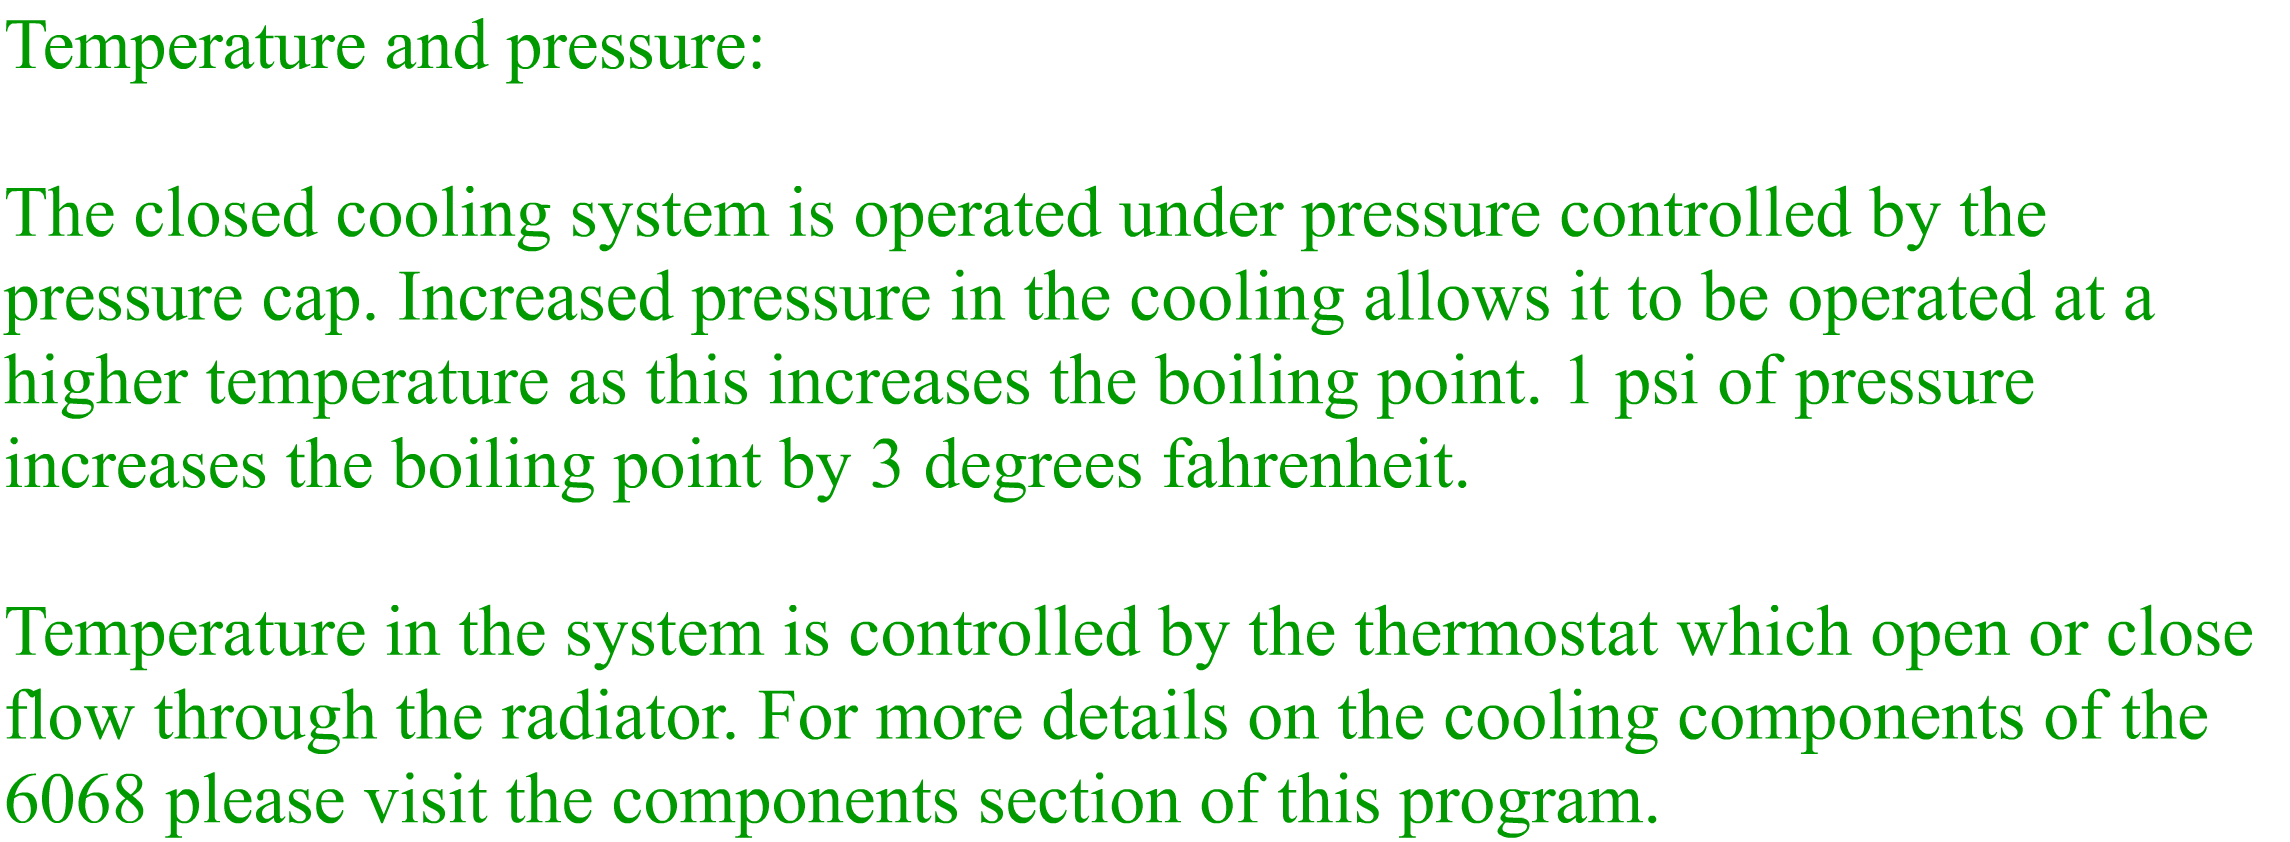 Temperature and pressure:
The closed cooling system is operated under pressure controlled by the
pressure cap. Increased pressure in the cooling allows it to be operated at a
higher temperature as this increases the boiling point. 1 psi of pressure
increases the boiling point by 3 degrees fahrenheit.
Temperature in the system is controlled by the thermostat which open or close
flow through the radiator. For more details on the cooling components of the
6068 please visit the components section of this program.